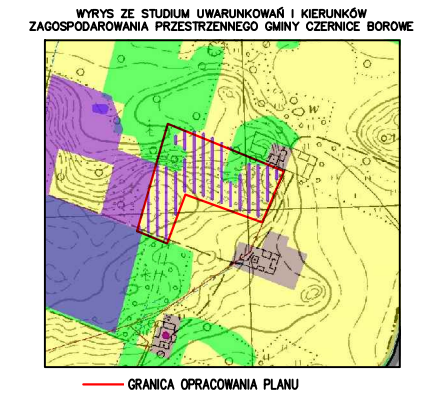 WYRYS ZE STUDIUM UWARUNKOWAŃ I KIERUNKÓW
ZAGOSPODAROWANIA PRZESTRZENNEGO GMINY CZERNICE BOROWE
W
GRANICA OPRACOWANIA PLANU